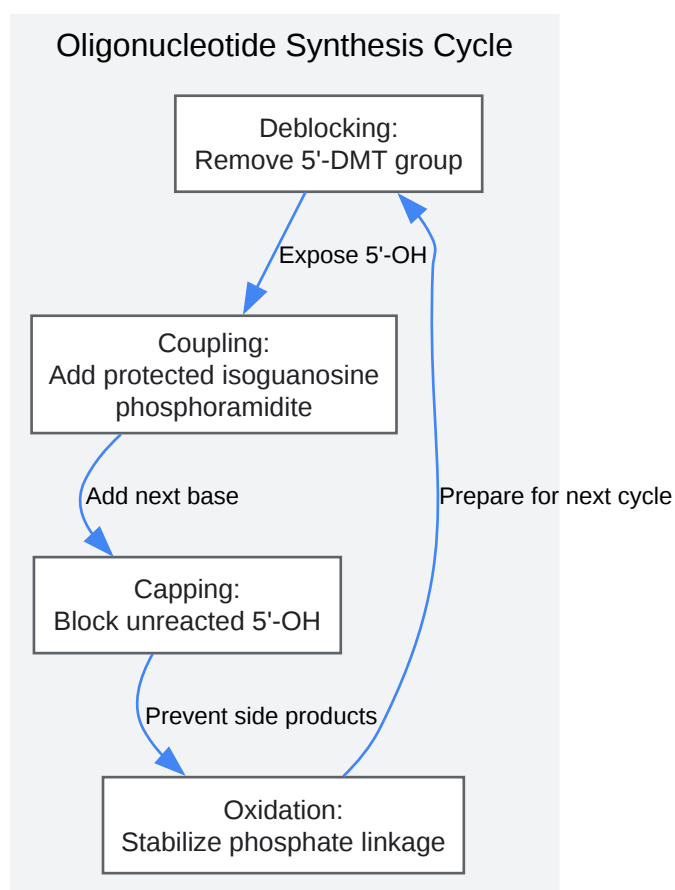 Oligonucleotide Synthesis Cycle
Deblocking:
Remove 5'-DMT group
Expose 5'-OH
Coupling:
Add protected isoguanosine
phosphoramidite
Add next base
Prepare for next cycle
Capping:
Block unreacted 5'-OH
Prevent side products
Oxidation:
Stabilize phosphate linkage